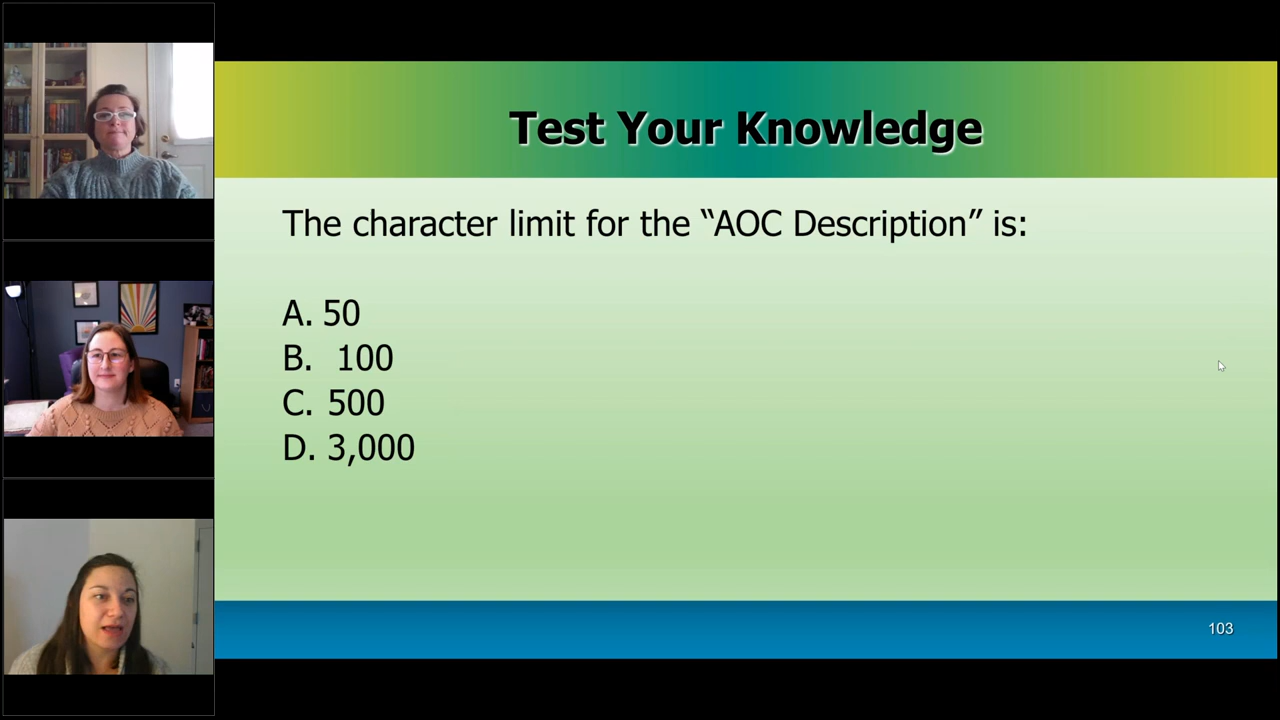 Test Your Knowledge
The character limit for the “AOC Description” is:
A. 50
B. 100
C. 500
D. 3,000
103